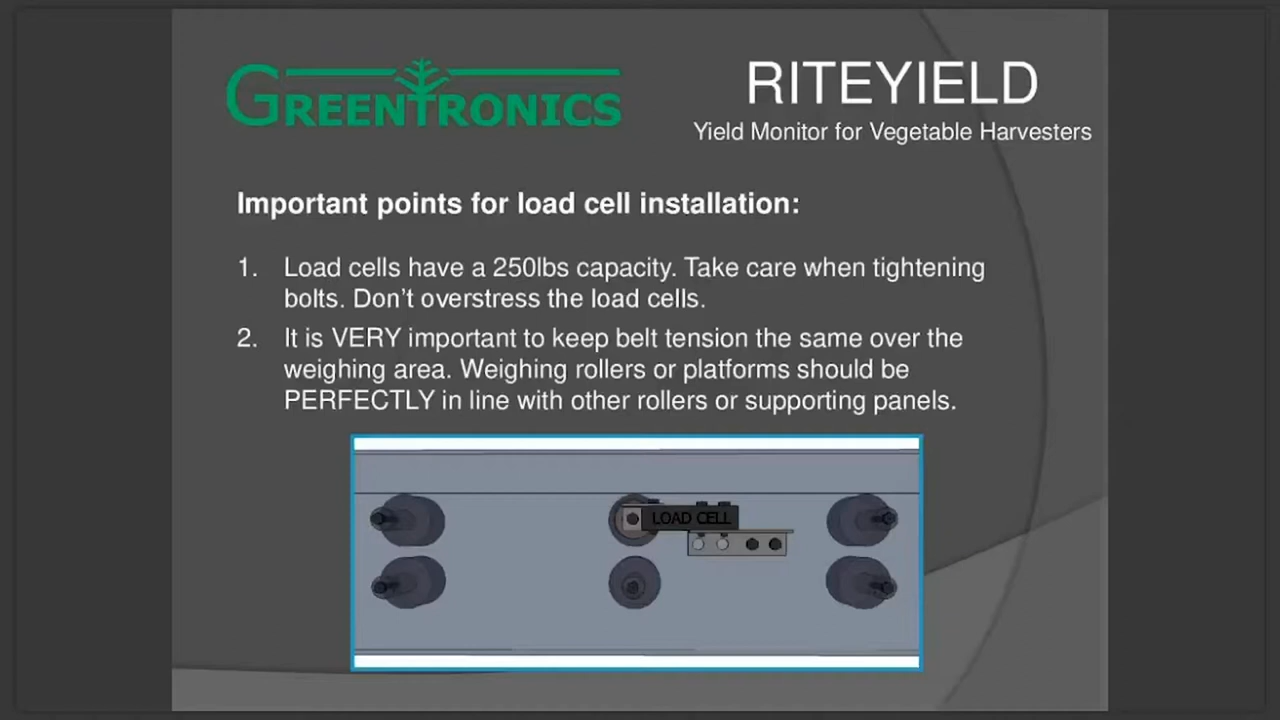 GREENTRONICS
RITEYIELD
Yield Monitor for Vegetable Harvesters
Important points for load cell installation:
1. Load cells have a 250lbs capacity. Take care when tightening
bolts. Don’t overstress the load cells.
2. It is VERY important to keep belt tension the same over the
weighing area. Weighing rollers or platforms should be
PERFECTLY in line with other rollers or supporting panels.
LOAD CELL